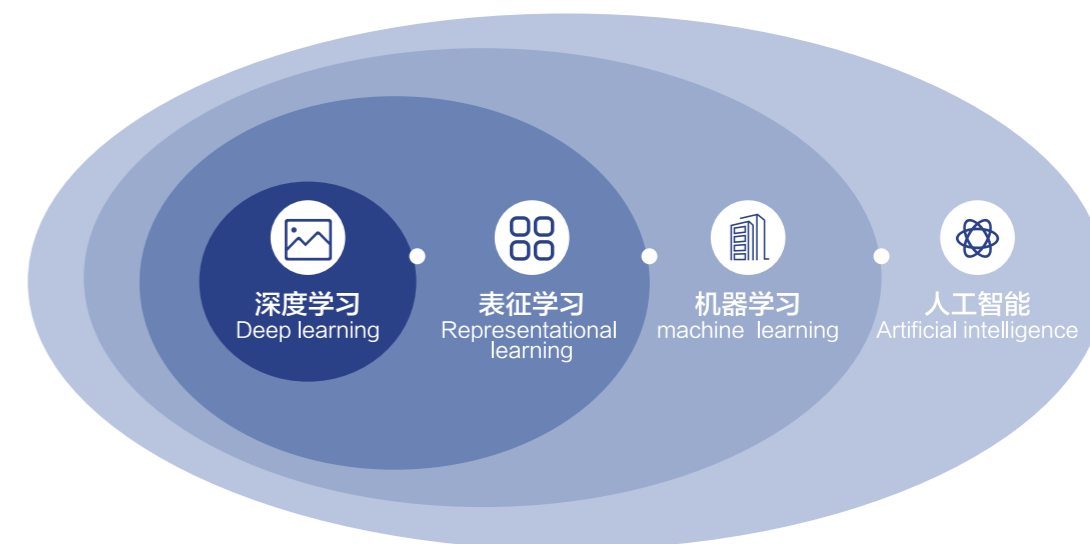 深度学习
Deep learning
表征学习
Representational
learning
机器学习
machine  learning
人工智能
Artificial intelligence